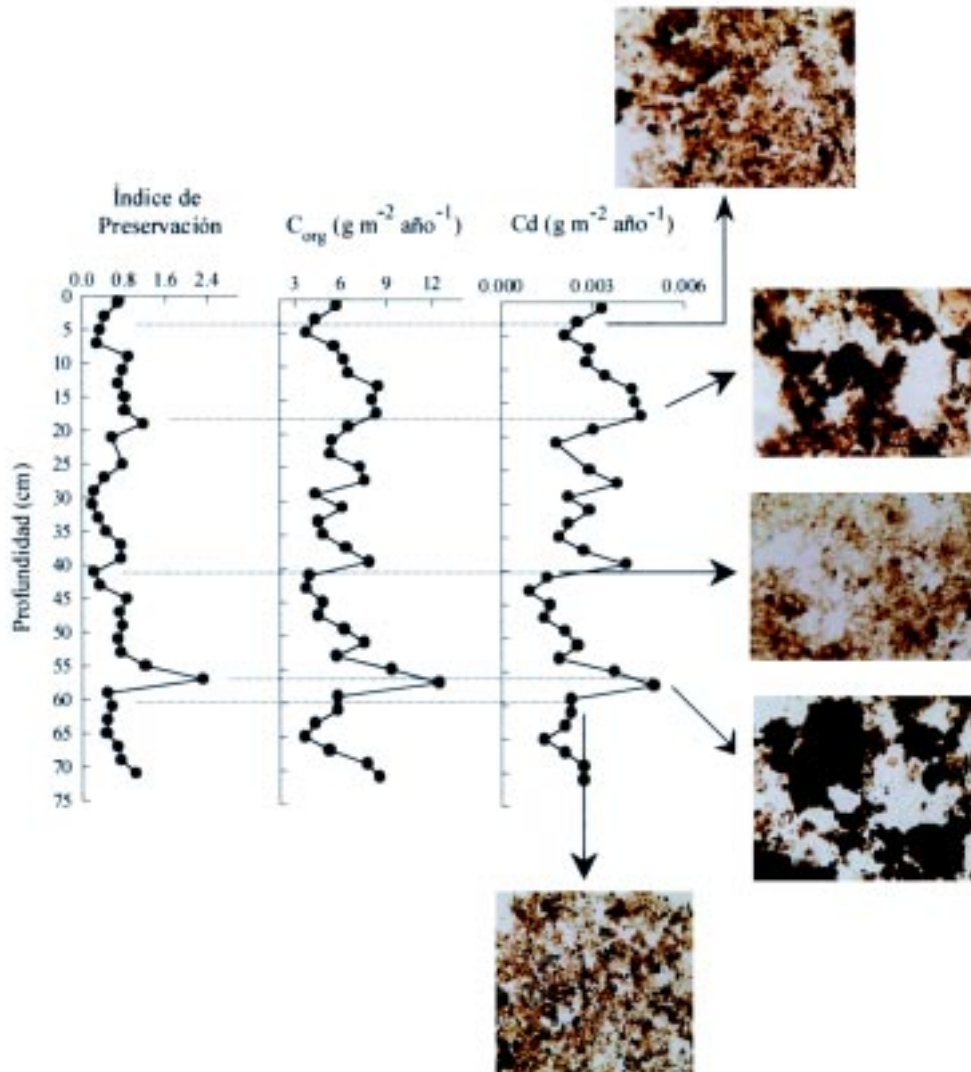 Índice de
Preservación
C_org (g m⁻² año⁻¹)
Cd (g m⁻² año⁻¹)
0.0 0.8 1.6 2.4
3 6 9 12
0.000 0.003 0.006
Profundidad (cm)
0
5
10
15
20
25
30
35
40
45
50
55
60
65
70
75